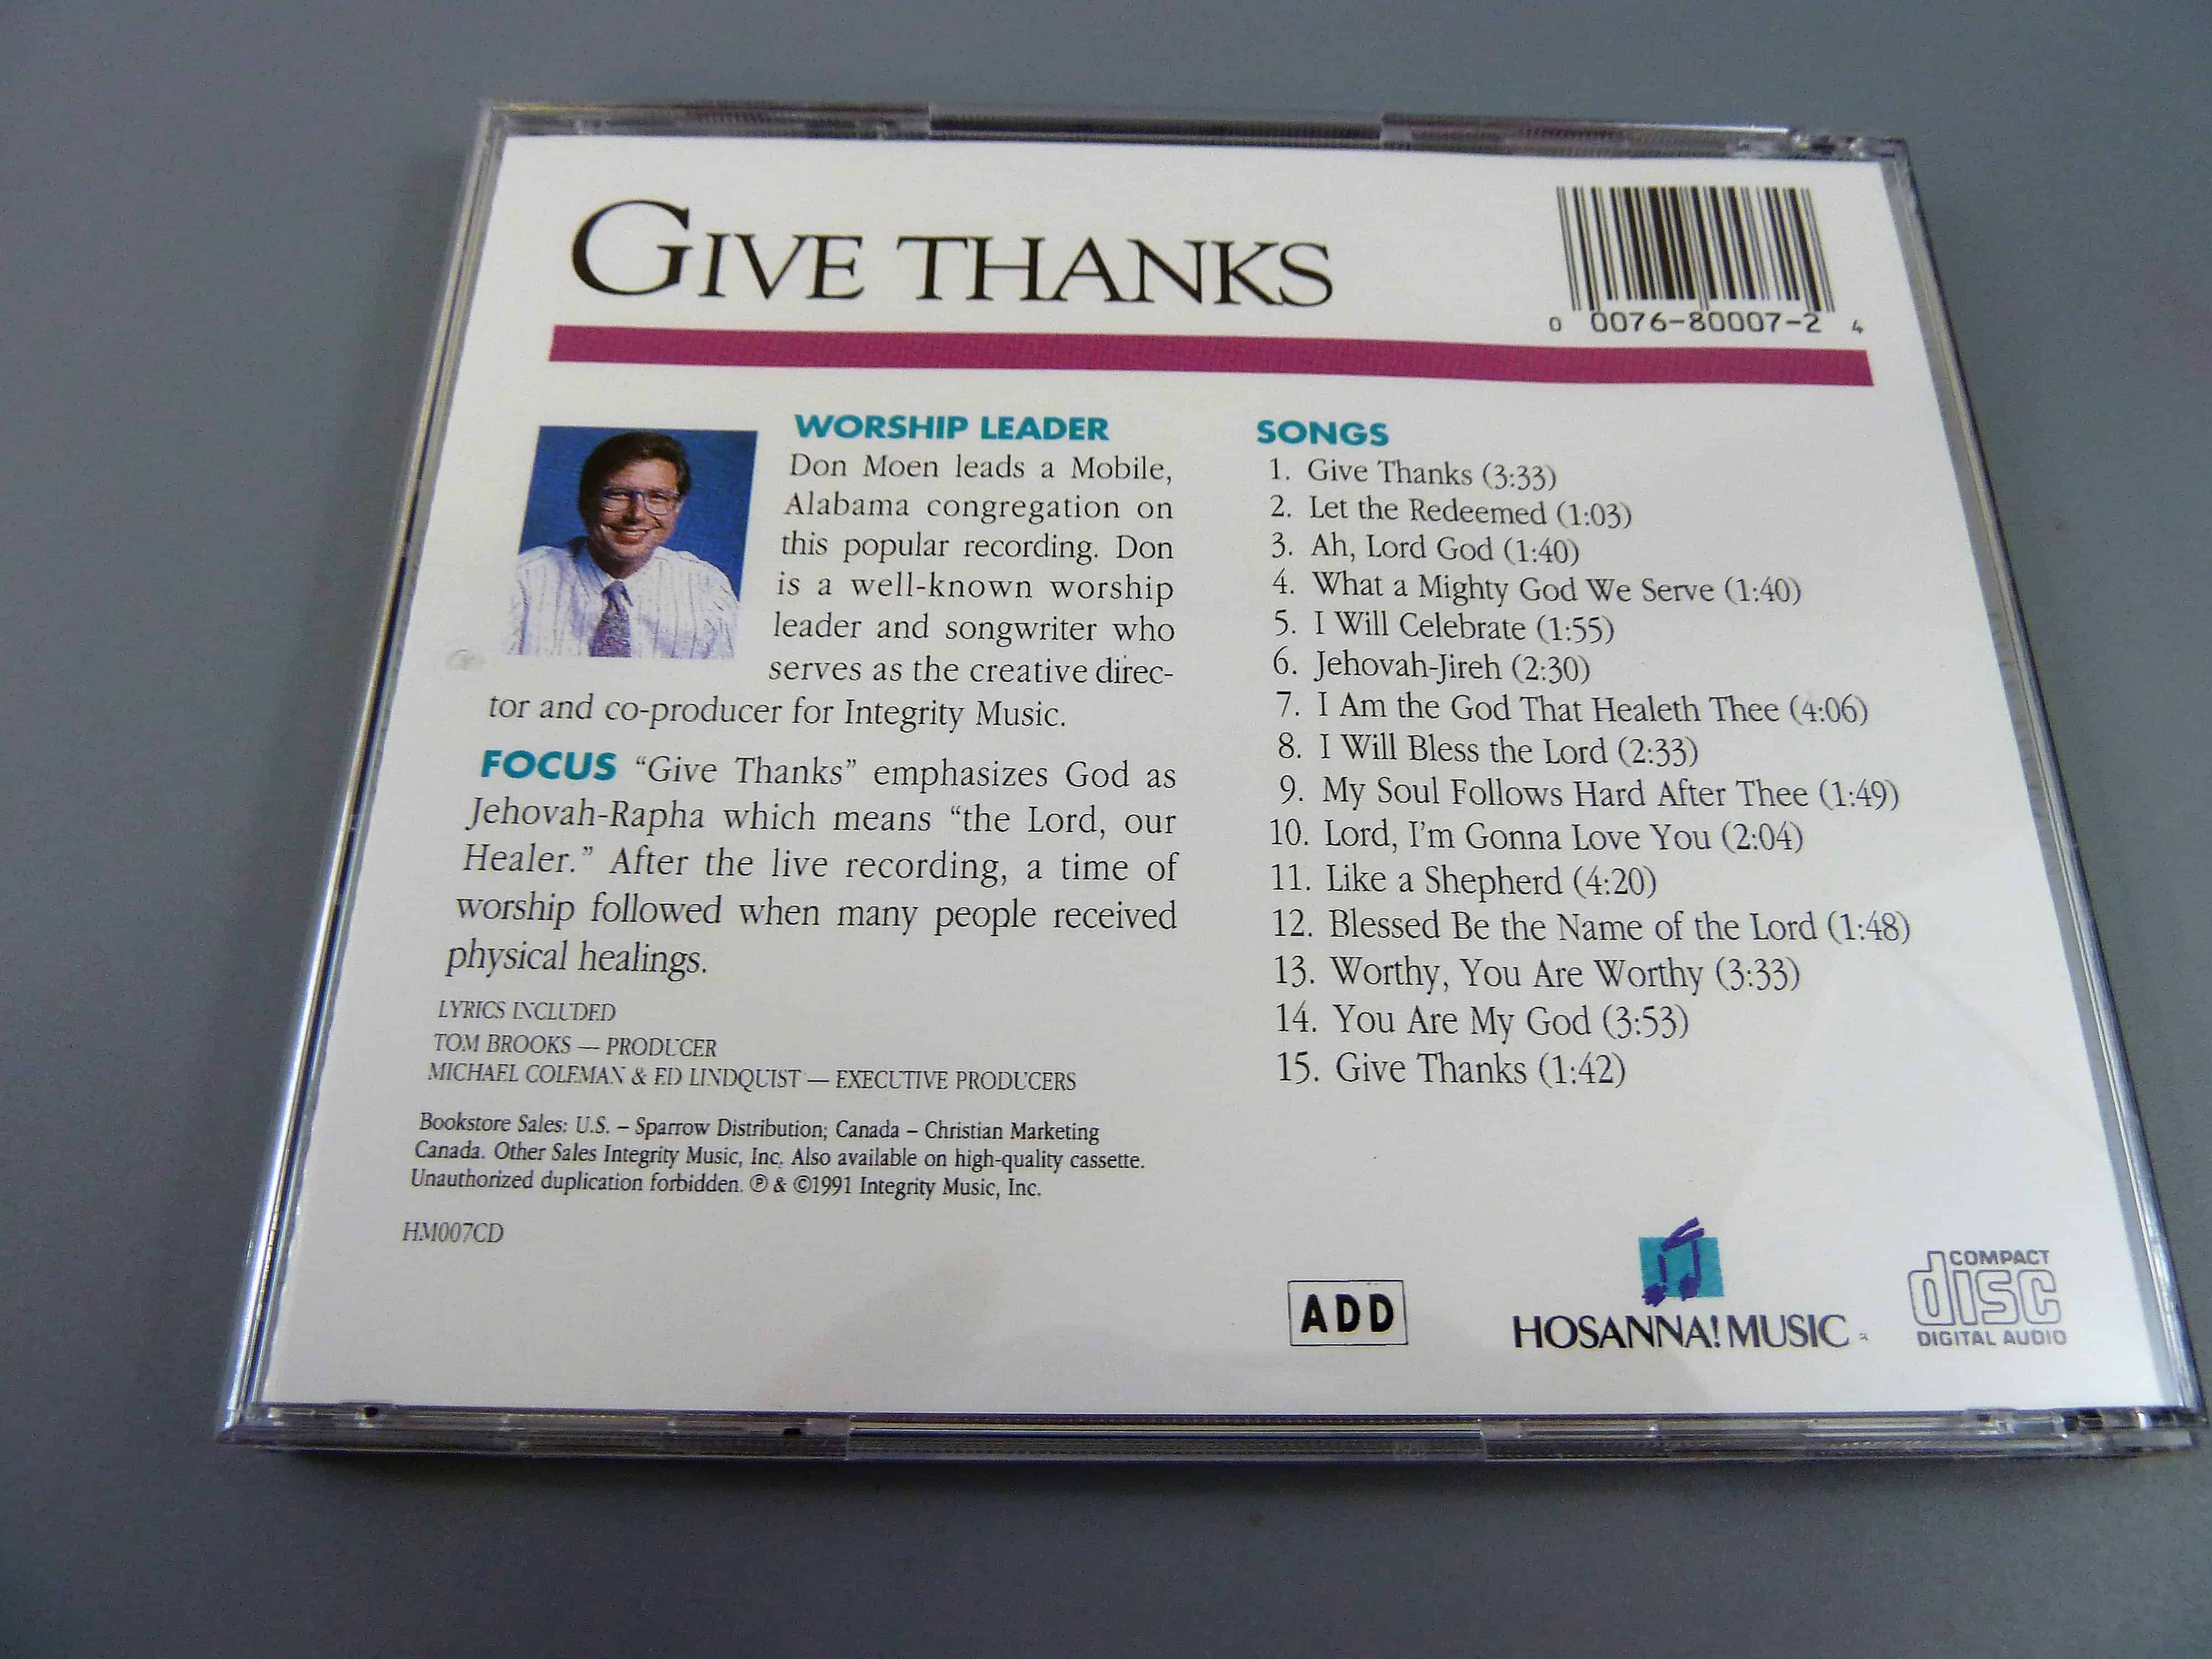 GIVE THANKS
0 0076-80007-2 4
WORSHIP LEADER
Don Moen leads a Mobile,
Alabama congregation on
this popular recording. Don
is a well-known worship
leader and songwriter who
serves as the creative direc-
tor and co-producer for Integrity Music.
FOCUS "Give Thanks" emphasizes God as
Jehovah-Rapha which means "the Lord, our
Healer." After the live recording, a time of
worship followed when many people received
physical healings.
LYRICS INCLUDED
TOM BROOKS — PRODUCER
MICHAEL COLEMAN & ED LINDQUIST — EXECUTIVE PRODUCERS
Bookstore Sales: U.S. – Sparrow Distribution; Canada – Christian Marketing
Canada. Other Sales Integrity Music, Inc. Also available on high-quality cassette.
Unauthorized duplication forbidden. ℗ & ©1991 Integrity Music, Inc.
HM007CD
SONGS
1. Give Thanks (3:33)
2. Let the Redeemed (1:03)
3. Ah, Lord God (1:40)
4. What a Mighty God We Serve (1:40)
5. I Will Celebrate (1:55)
6. Jehovah-Jireh (2:30)
7. I Am the God That Healeth Thee (4:06)
8. I Will Bless the Lord (2:33)
9. My Soul Follows Hard After Thee (1:49)
10. Lord, I'm Gonna Love You (2:04)
11. Like a Shepherd (4:20)
12. Blessed Be the Name of the Lord (1:48)
13. Worthy, You Are Worthy (3:33)
14. You Are My God (3:53)
15. Give Thanks (1:42)
ADD
HOSANNA! MUSIC
COMPACT
disc
DIGITAL AUDIO